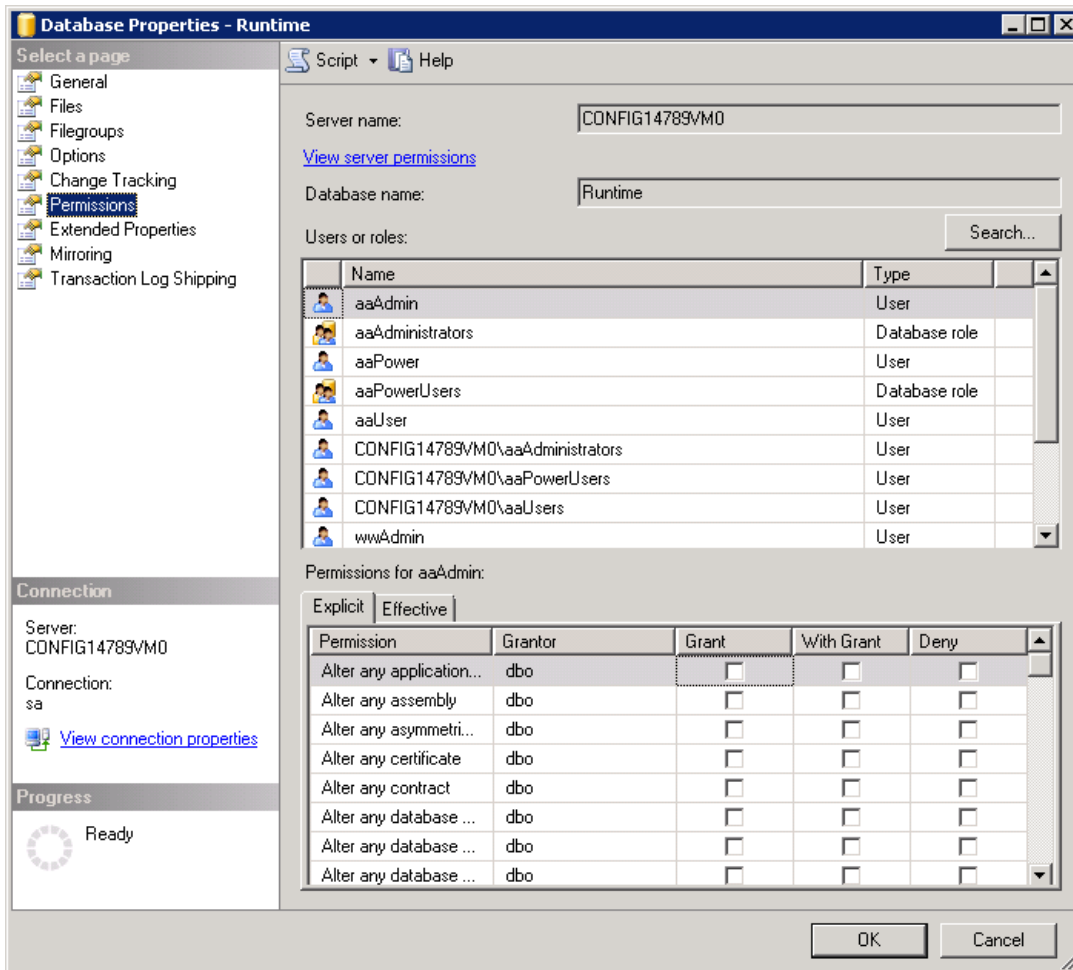 Database Properties - Runtime
Select a page
General
Files
Filegroups
Options
Change Tracking
Permissions
Extended Properties
Mirroring
Transaction Log Shipping
Connection
Server:
CONFIG14789VM0
Connection:
sa
View connection properties
Progress
Ready
Script Help
Server name: CONFIG14789VM0
View server permissions
Database name: Runtime
Users or roles: Search...
Name Type
aaAdmin User
aaAdministrators Database role
aaPower User
aaPowerUsers Database role
aaUser User
CONFIG14789VM0\aaAdministrators User
CONFIG14789VM0\aaPowerUsers User
CONFIG14789VM0\aaUsers User
wwAdmin User
Permissions for aaAdmin:
Explicit Effective
Permission Grantor Grant With Grant Deny
Alter any application... dbo
Alter any assembly dbo
Alter any asymmetri... dbo
Alter any certificate dbo
Alter any contract dbo
Alter any database ... dbo
Alter any database ... dbo
Alter any database ... dbo
OK Cancel